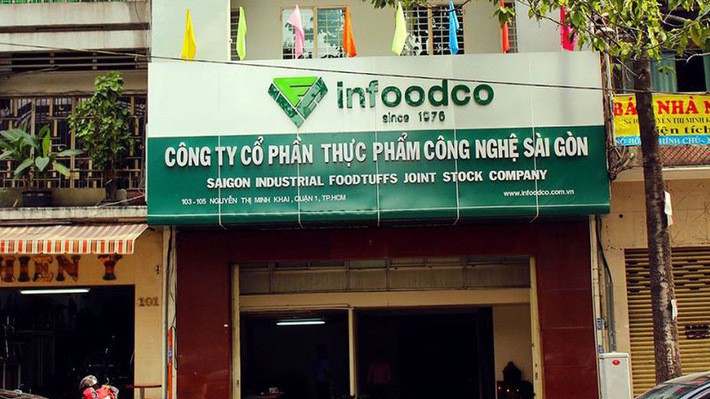 infoodco
since 1976
CÔNG TY CỔ PHẦN THỰC PHẨM CÔNG NGHỆ SÀI GÒN
SAIGON INDUSTRIAL FOODTUFFS JOINT STOCK COMPANY
www.infoodco.com.vn
103-105 NGUYỄN THỊ MINH KHAI, QUẬN 1, TP.HCM
BÁN NHÀ
101